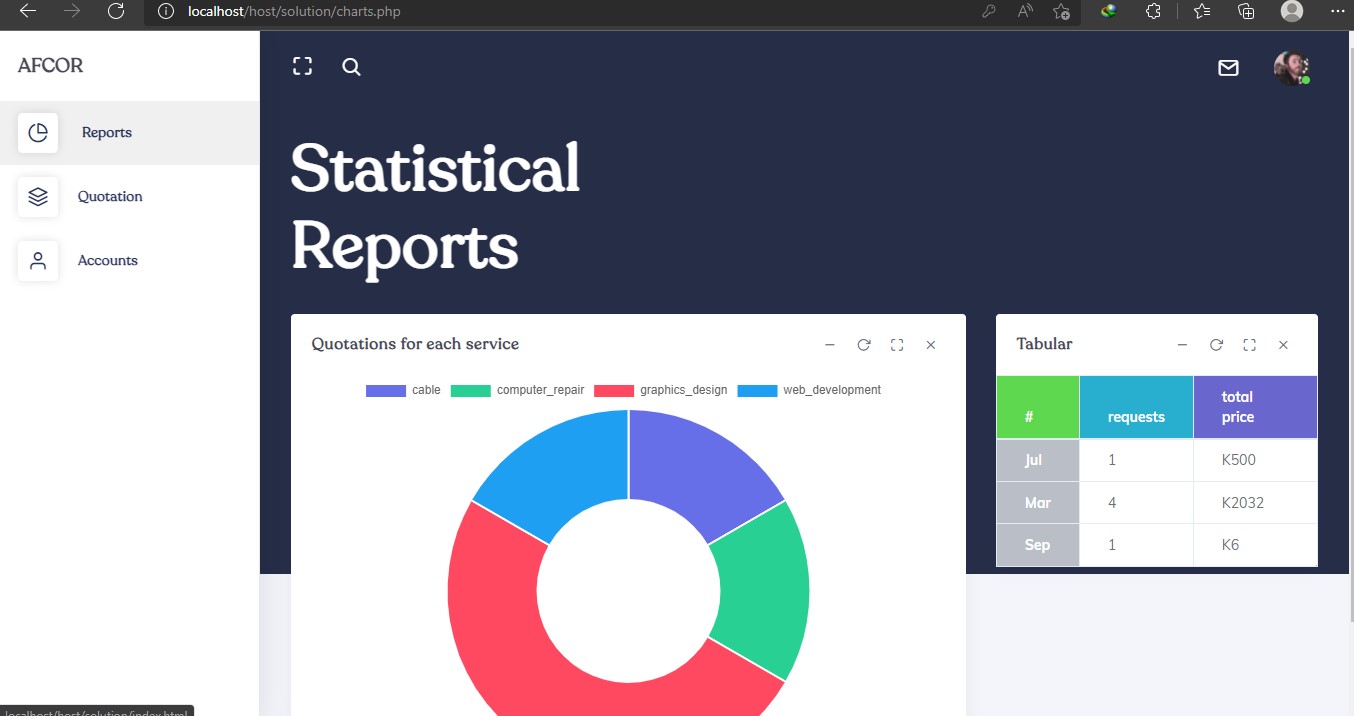 localhost/host/solution/charts.php
AFCOR
Reports
Quotation
Accounts
Statistical
Reports
Quotations for each service
cable computer_repair graphics_design web_development
Tabular
# requests total price
Jul 1 K500
Mar 4 K2032
Sep 1 K6
localhost/host/solution/index.html